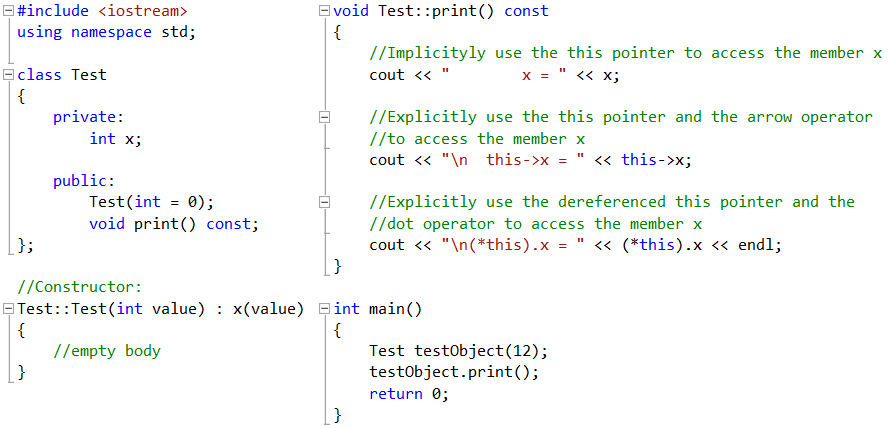 #include <iostream>
using namespace std;

class Test
{
    private:
        int x;

    public:
        Test(int = 0);
        void print() const;
};

//Constructor:
Test::Test(int value) : x(value)
{
    //empty body
}

void Test::print() const
{
    //Implicityly use the this pointer to access the member x
    cout << "        x = " << x;

    //Explicitly use the this pointer and the arrow operator
    //to access the member x
    cout << "\n  this->x = " << this->x;

    //Explicitly use the dereferenced this pointer and the
    //dot operator to access the member x
    cout << "\n(*this).x = " << (*this).x << endl;
}

int main()
{
    Test testObject(12);
    testObject.print();
    return 0;
}